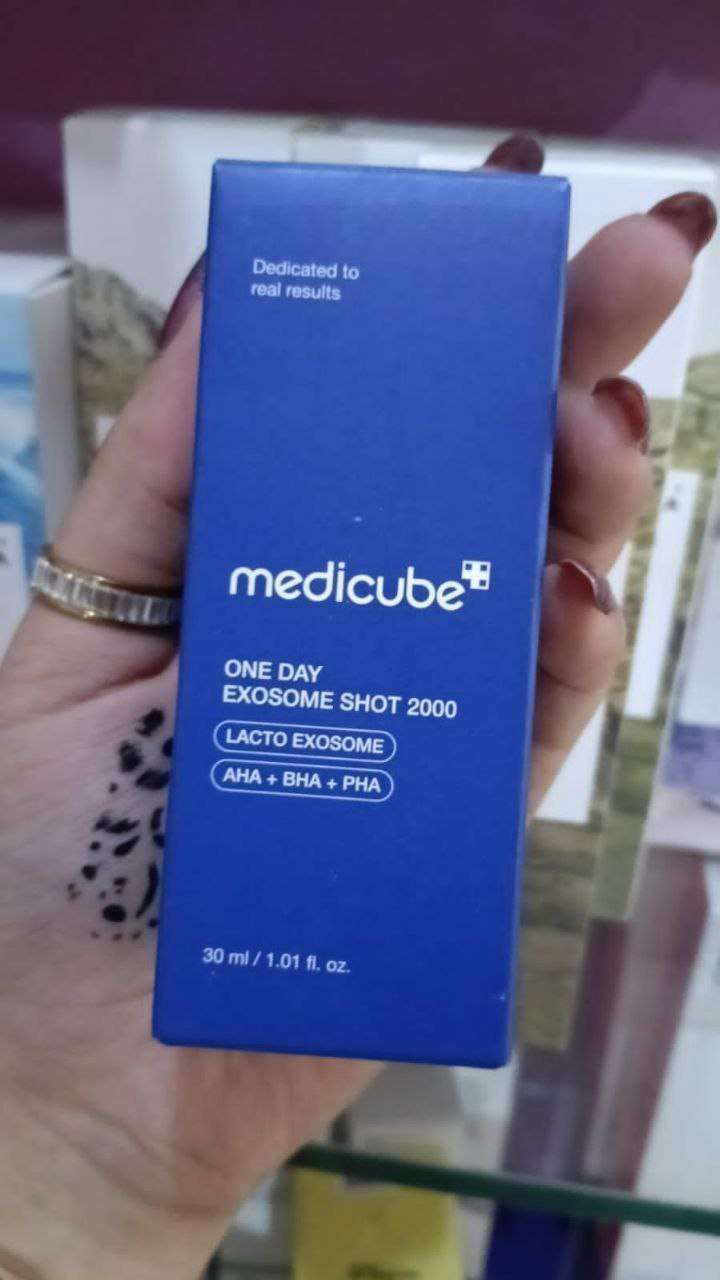 Dedicated to
real results
medicube
ONE DAY
EXOSOME SHOT 2000
LACTO EXOSOME
AHA + BHA + PHA
30 ml / 1.01 fl. oz.